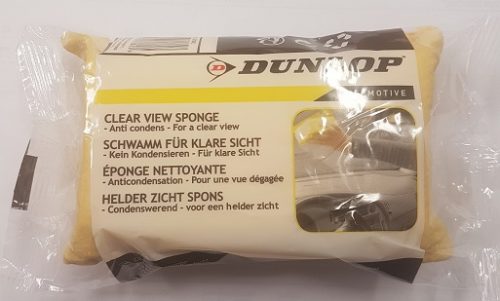 DUNLOP
CLEAR VIEW SPONGE
- Anti condens - For a clear view
SCHWAMM FÜR KLARE SICHT
- Kein Kondensieren - Für klare Sicht
ÉPONGE NETTOYANTE
- Anticondensation - Pour une vue dégagée
HELDER ZICHT SPONS
- Condenswerend - voor een helder zicht